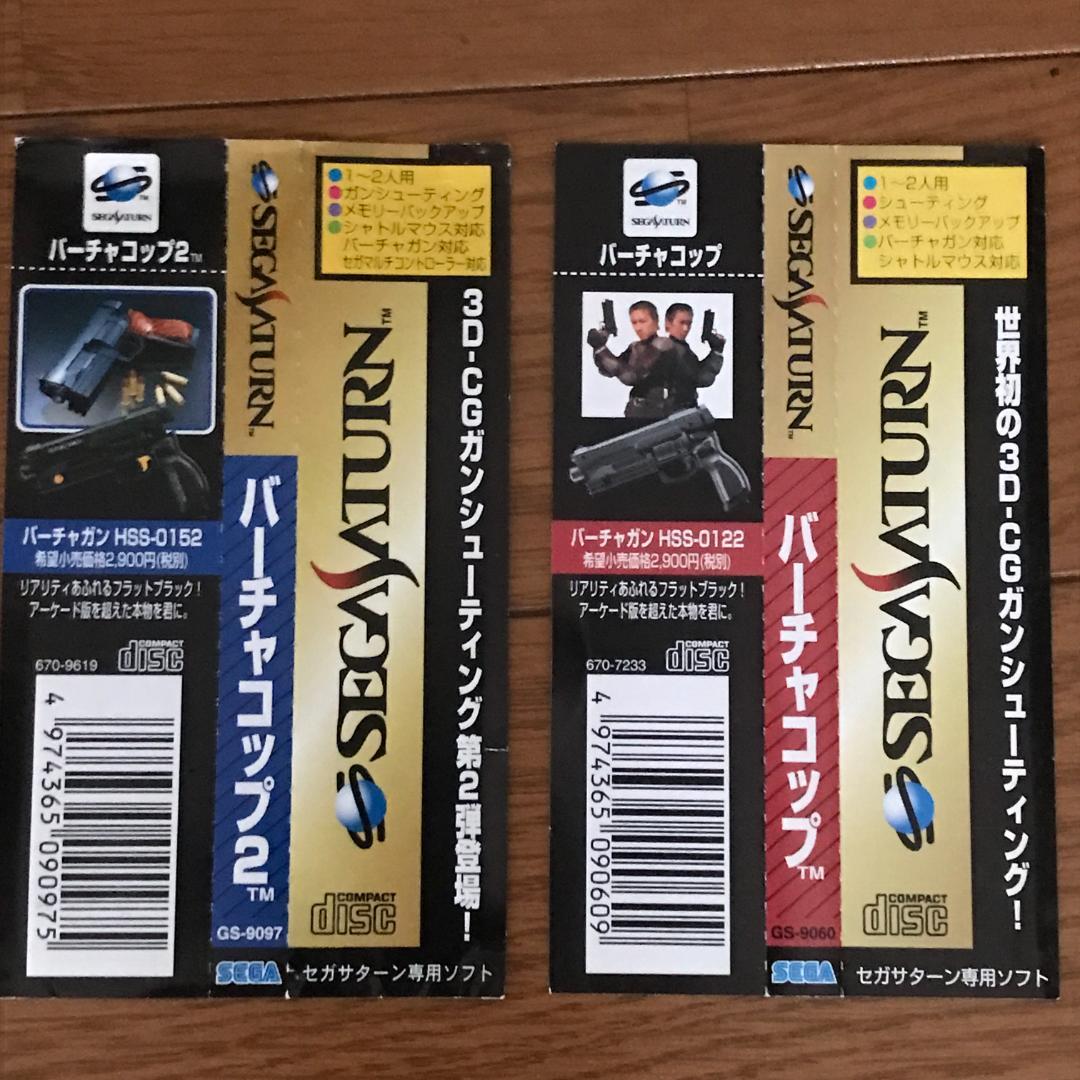 SEGA SATURN™
バーチャコップ2™
バーチャガン HSS-0152
希望小売価格2,900円(税別)
リアリティあふれるフラットブラック!
アーケード版を超えた本物を君に。
670-9619
COMPACT
disc
4 974365 090975
SEGA SATURN™
バーチャコップ2™
GS-9097
SEGA
●1〜2人用
●ガンシューティング
●メモリーバックアップ
●シャトルマウス対応
バーチャガン対応
セガマルチコントローラー対応
SEGA SATURN™
COMPACT
disc
3D-CGガンシューティング 第2弾登場!
セガサターン専用ソフト
SEGA SATURN™
バーチャコップ
バーチャガン HSS-0122
希望小売価格2,900円(税別)
リアリティあふれるフラットブラック!
アーケード版を超えた本物を君に。
670-7233
COMPACT
disc
4 974365 090609
SEGA SATURN™
バーチャコップ™
GS-9060
SEGA
●1〜2人用
●シューティング
●メモリーバックアップ
●バーチャガン対応
シャトルマウス対応
SEGA SATURN™
COMPACT
disc
世界初の3D-CGガンシューティング!
セガサターン専用ソフト